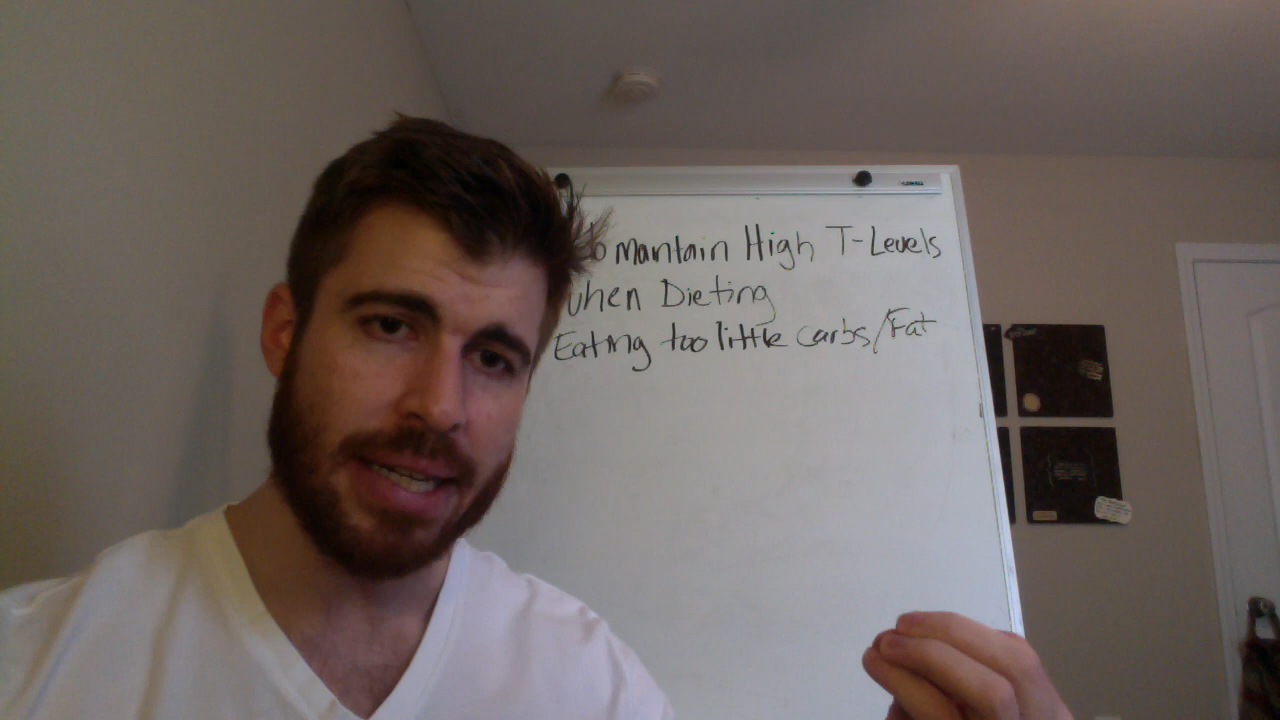 o mantain High T-Levels
when Dieting
Eating too little carbs/Fat